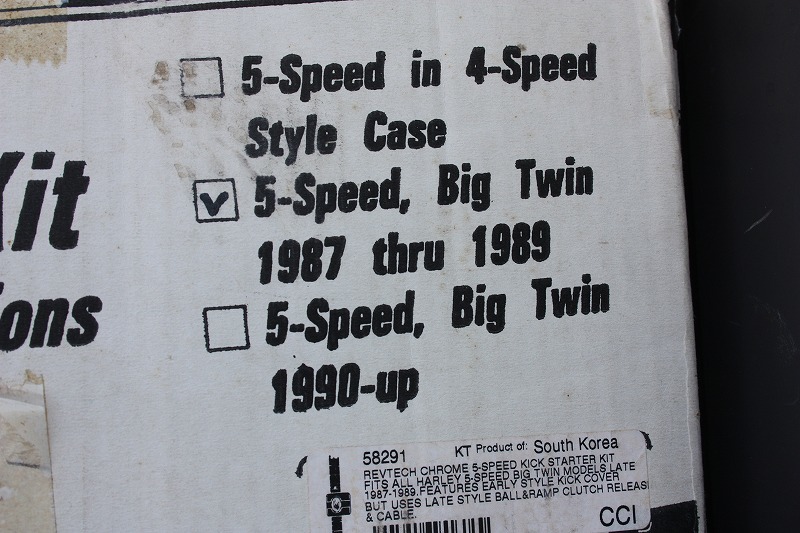 5-Speed in 4-Speed
Style Case
5-Speed, Big Twin
1987 thru 1989
5-Speed, Big Twin
1990-up
Kit
ions
58291 KT Product of: South Korea
REVTECH CHROME 5-SPEED KICK STARTER KIT
FITS ALL HARLEY 5-SPEED BIG TWIN MODELS LATE
1987-1989.FEATURES EARLY STYLE KICK COVER
BUT USES LATE STYLE BALL&RAMP CLUTCH RELEAS
& CABLE.
CCI